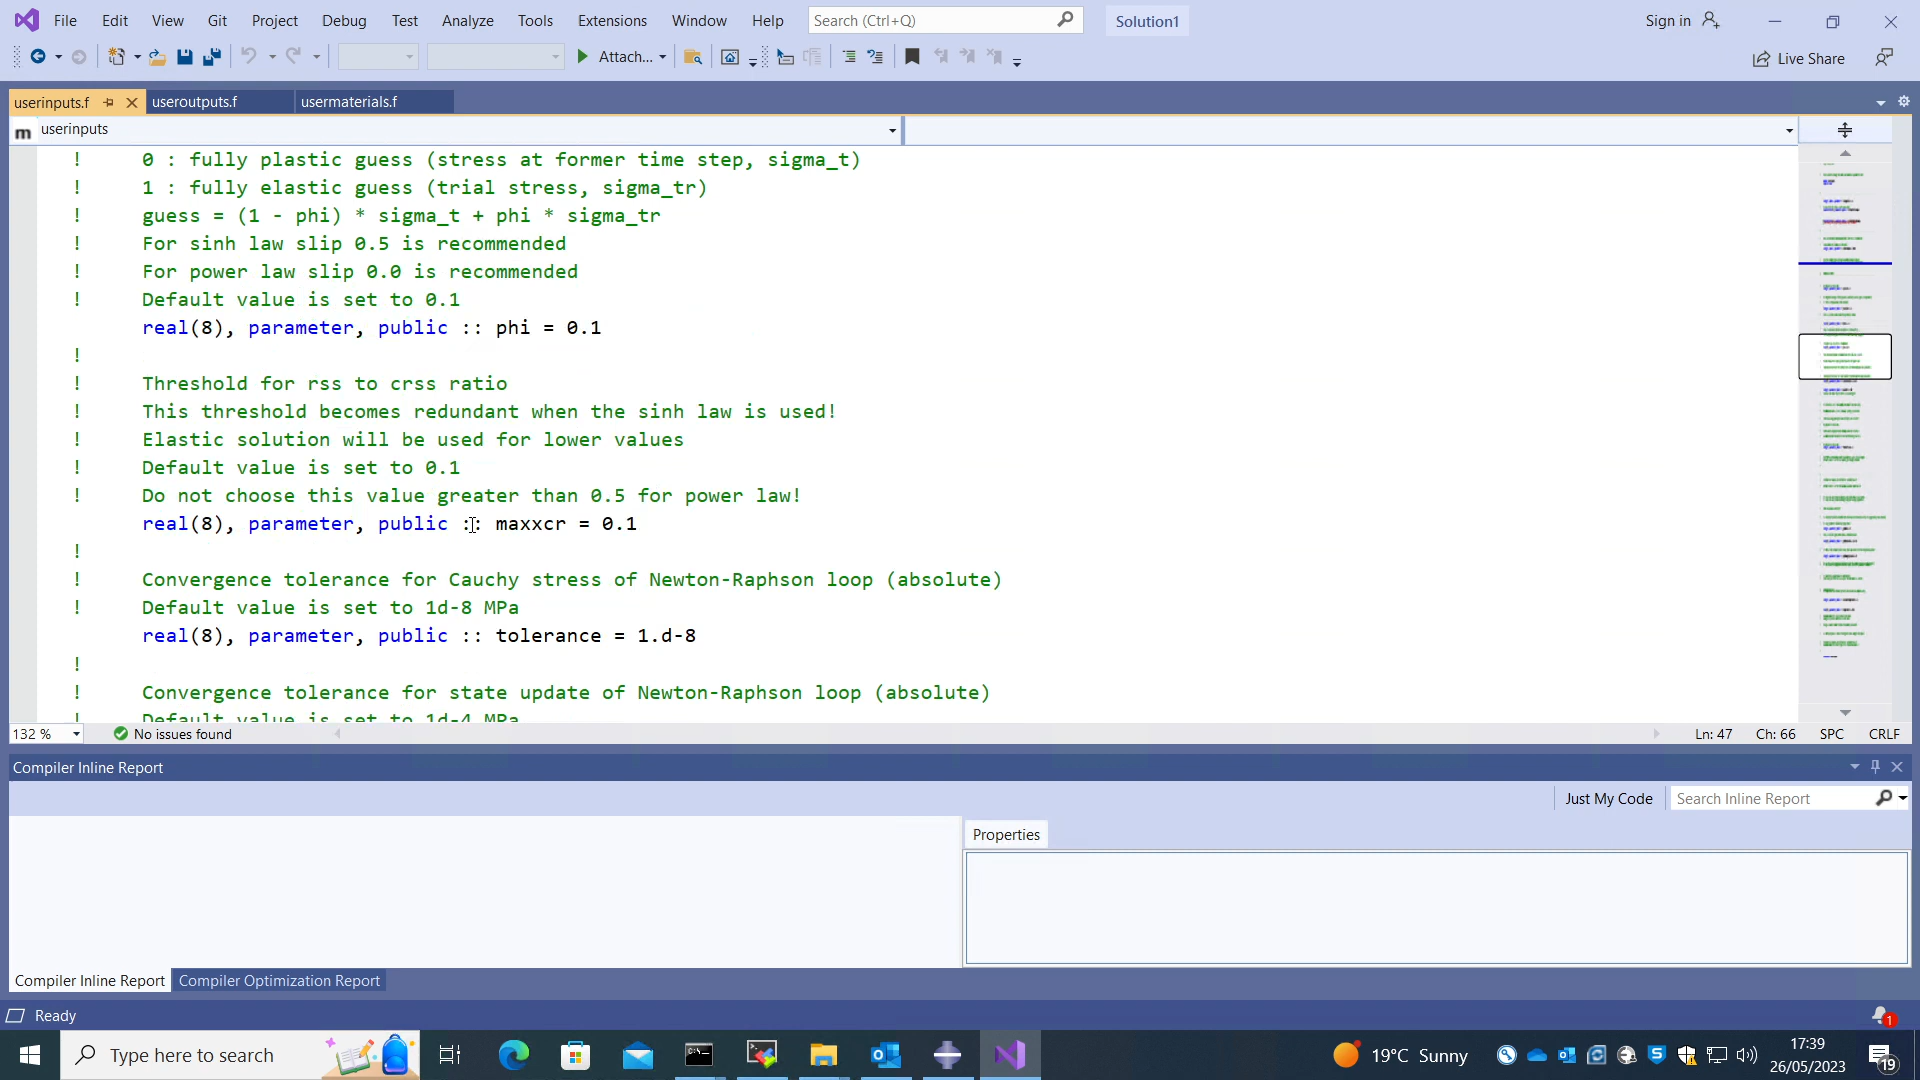 File Edit View Git Project Debug Test Analyze Tools Extensions Window Help Search (Ctrl+Q) Solution1 Sign in
Attach... Live Share
userinputs.f useroutputs.f usermaterials.f
userinputs
! 0 : fully plastic guess (stress at former time step, sigma_t)
! 1 : fully elastic guess (trial stress, sigma_tr)
! guess = (1 - phi) * sigma_t + phi * sigma_tr
! For sinh law slip 0.5 is recommended
! For power law slip 0.0 is recommended
! Default value is set to 0.1
real(8), parameter, public :: phi = 0.1
!
! Threshold for rss to crss ratio
! This threshold becomes redundant when the sinh law is used!
! Elastic solution will be used for lower values
! Default value is set to 0.1
! Do not choose this value greater than 0.5 for power law!
real(8), parameter, public :: maxxcr = 0.1
!
! Convergence tolerance for Cauchy stress of Newton-Raphson loop (absolute)
! Default value is set to 1d-8 MPa
real(8), parameter, public :: tolerance = 1.d-8
!
! Convergence tolerance for state update of Newton-Raphson loop (absolute)
! Default value is set to 1d-4 MPa
132 % No issues found Ln: 47 Ch: 66 SPC CRLF
Compiler Inline Report
Just My Code Search Inline Report
Properties
Compiler Inline Report Compiler Optimization Report
Ready 1
Type here to search 19°C Sunny 17:39
26/05/2023 19